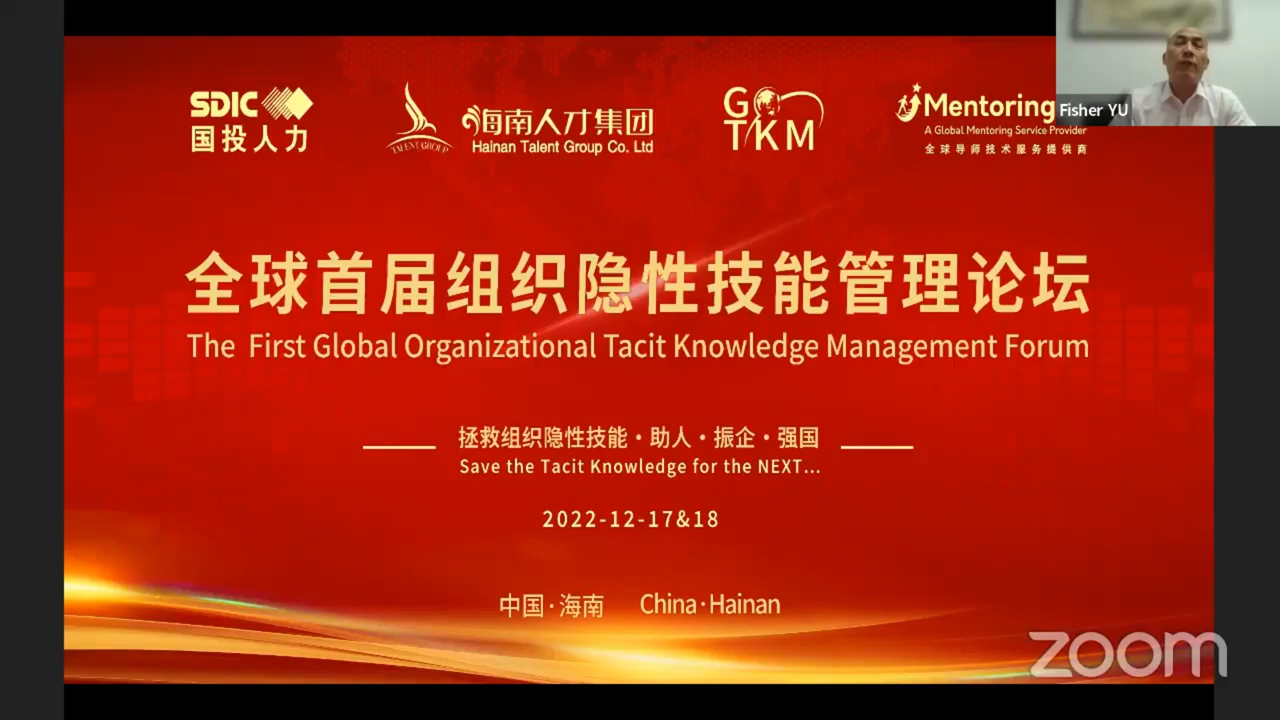 SDIC
国投人力
TALENT GROUP
海南人才集团
Hainan Talent Group Co. Ltd
G TKM
Mentoring
A Global Mentoring Service Provider
全球导师技术服务提供商
Fisher YU
全球首届组织隐性技能管理论坛
The First Global Organizational Tacit Knowledge Management Forum
拯救组织隐性技能·助人·振企·强国
Save the Tacit Knowledge for the NEXT...
2022-12-17&18
中国·海南 China·Hainan
zoom